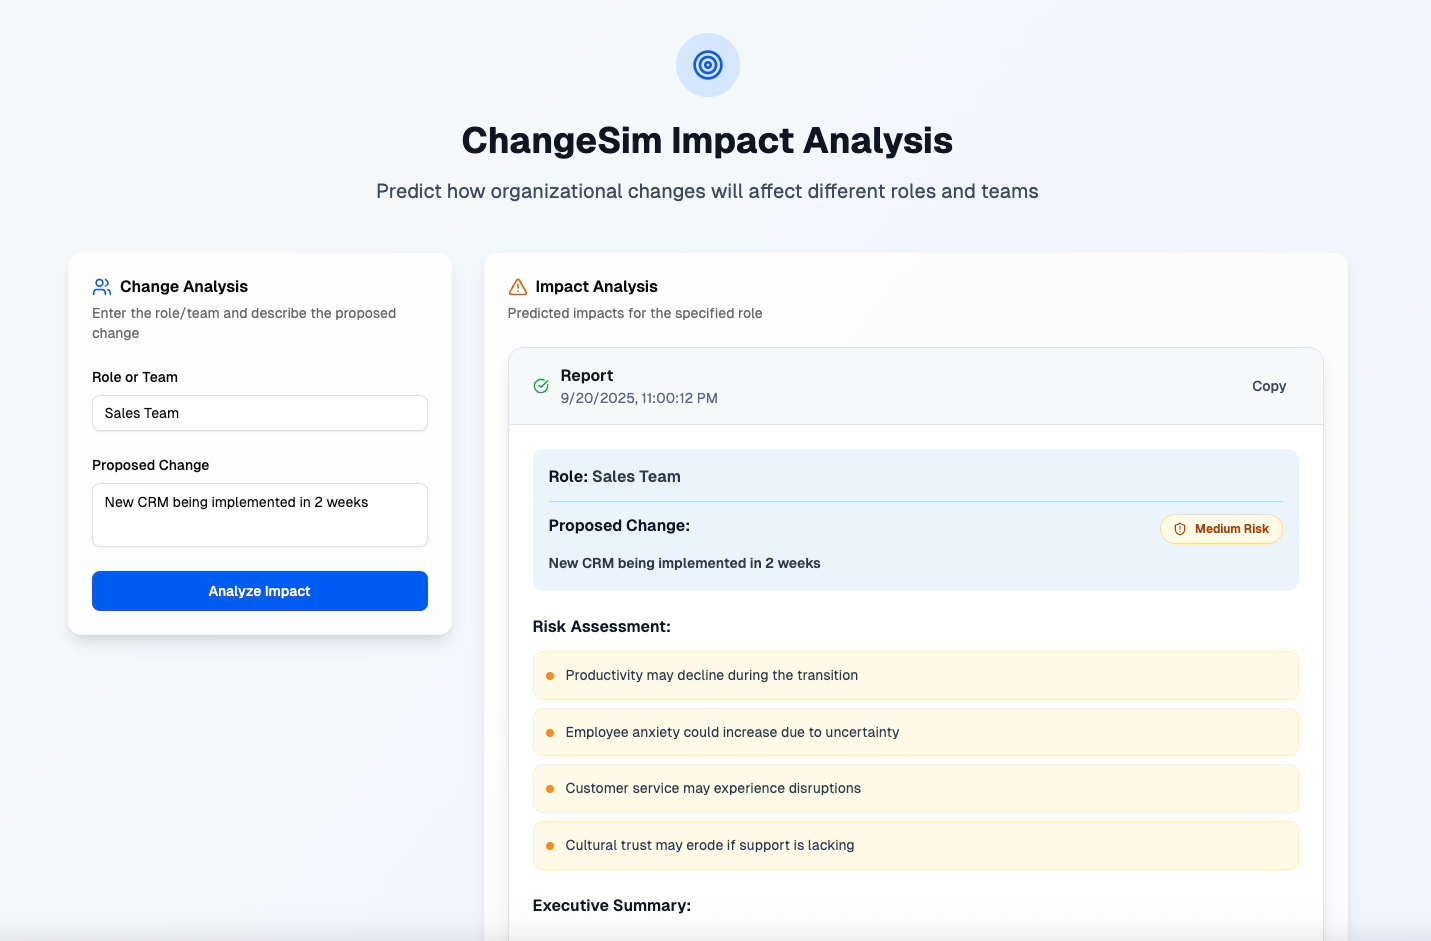 ChangeSim Impact Analysis
Predict how organizational changes will affect different roles and teams
Change Analysis
Enter the role/team and describe the proposed
change
Role or Team
Sales Team
Proposed Change
New CRM being implemented in 2 weeks
Analyze Impact
Impact Analysis
Predicted impacts for the specified role
Report
9/20/2025, 11:00:12 PM
Copy
Role: Sales Team
Proposed Change:
Medium Risk
New CRM being implemented in 2 weeks
Risk Assessment:
Productivity may decline during the transition
Employee anxiety could increase due to uncertainty
Customer service may experience disruptions
Cultural trust may erode if support is lacking
Executive Summary: